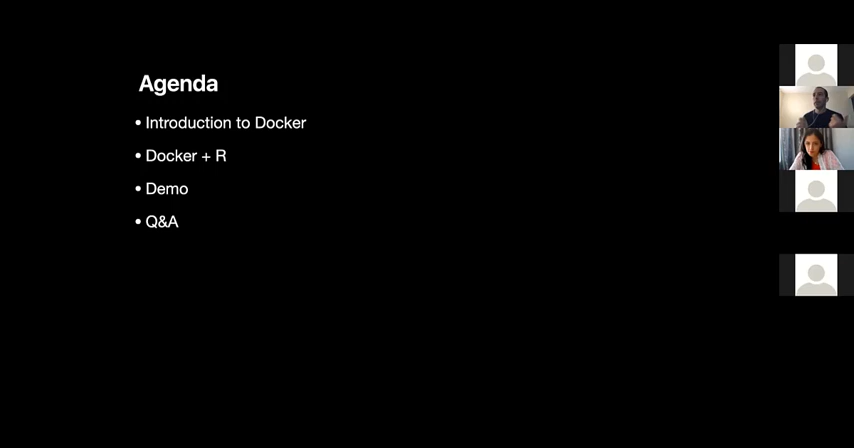 Agenda
• Introduction to Docker
• Docker + R
• Demo
• Q&A